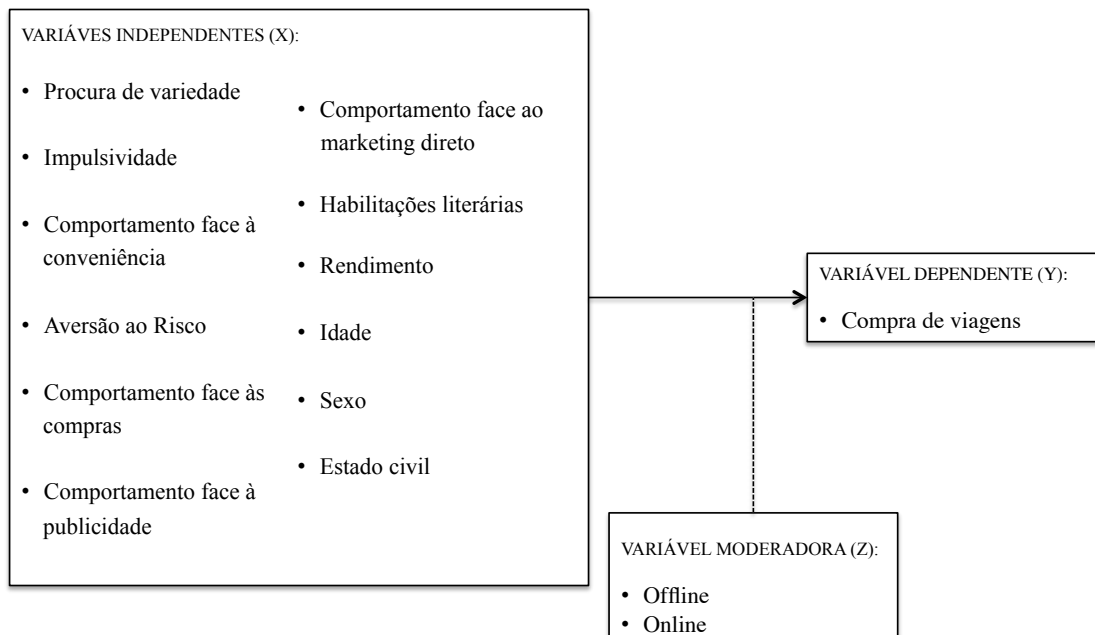 VARIÁVES INDEPENDENTES (X):
• Procura de variedade
• Impulsividade
• Comportamento face à
conveniência
• Aversão ao Risco
• Comportamento face às
compras
• Comportamento face à
publicidade
• Comportamento face ao
marketing direto
• Habilitações literárias
• Rendimento
• Idade
• Sexo
• Estado civil
VARIÁVEL DEPENDENTE (Y):
• Compra de viagens
VARIÁVEL MODERADORA (Z):
• Offline
• Online